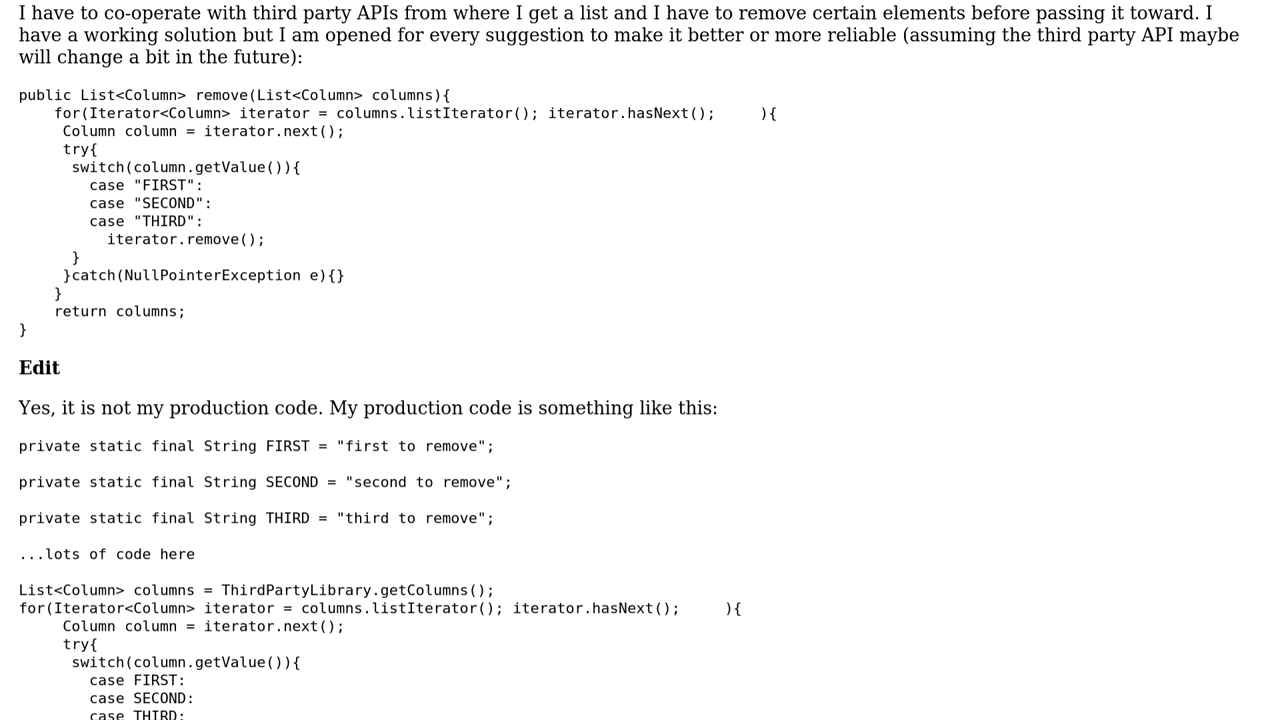 I have to co-operate with third party APIs from where I get a list and I have to remove certain elements before passing it toward. I
have a working solution but I am opened for every suggestion to make it better or more reliable (assuming the third party API maybe
will change a bit in the future):
public List<Column> remove(List<Column> columns){
    for(Iterator<Column> iterator = columns.listIterator(); iterator.hasNext();     ){
     Column column = iterator.next();
     try{
      switch(column.getValue()){
        case "FIRST":
        case "SECOND":
        case "THIRD":
          iterator.remove();
      }
     }catch(NullPointerException e){}
    }
    return columns;
}
Edit
Yes, it is not my production code. My production code is something like this:
private static final String FIRST = "first to remove";
private static final String SECOND = "second to remove";
private static final String THIRD = "third to remove";
...lots of code here
List<Column> columns = ThirdPartyLibrary.getColumns();
for(Iterator<Column> iterator = columns.listIterator(); iterator.hasNext();     ){
     Column column = iterator.next();
     try{
      switch(column.getValue()){
        case FIRST:
        case SECOND:
        case THIRD: